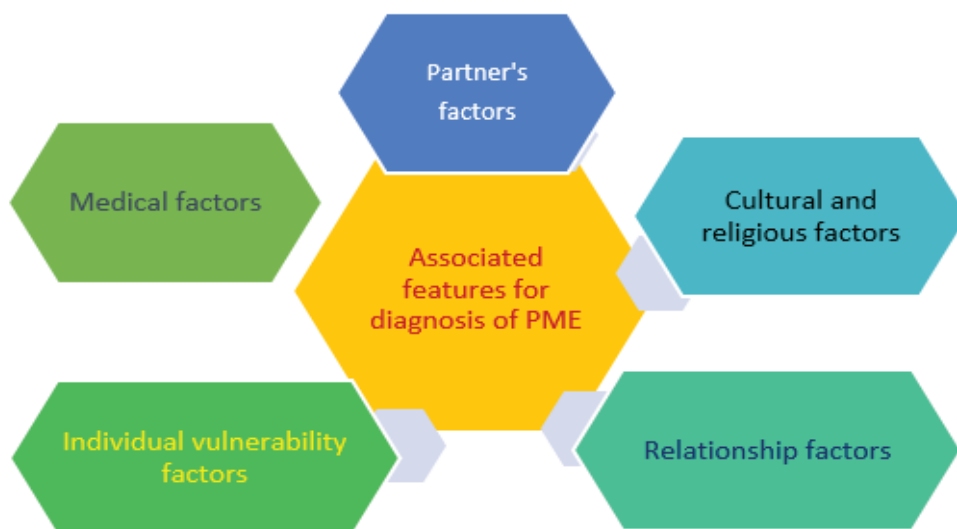 Partner's
factors
Medical factors
Cultural and
religious factors
Associated
features for
diagnosis of PME
Individual vulnerability
factors
Relationship factors